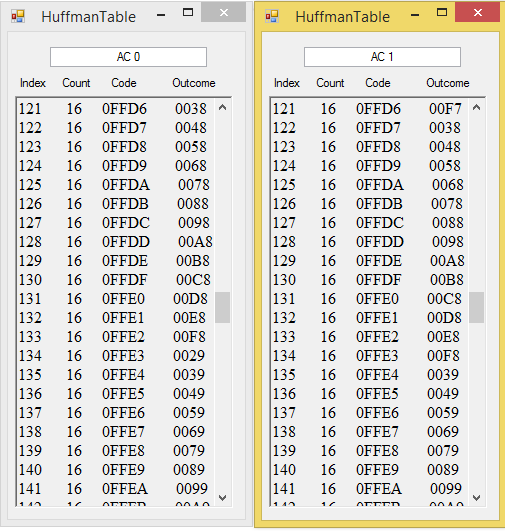 HuffmanTable
AC 0
Index Count Code Outcome
121 16 0FFD6 0038
122 16 0FFD7 0048
123 16 0FFD8 0058
124 16 0FFD9 0068
125 16 0FFDA 0078
126 16 0FFDB 0088
127 16 0FFDC 0098
128 16 0FFDD 00A8
129 16 0FFDE 00B8
130 16 0FFDF 00C8
131 16 0FFE0 00D8
132 16 0FFE1 00E8
133 16 0FFE2 00F8
134 16 0FFE3 0029
135 16 0FFE4 0039
136 16 0FFE5 0049
137 16 0FFE6 0059
138 16 0FFE7 0069
139 16 0FFE8 0079
140 16 0FFE9 0089
141 16 0FFEA 0099
142 16 0FFEB 00A9
HuffmanTable
AC 1
Index Count Code Outcome
121 16 0FFD6 00F7
122 16 0FFD7 0038
123 16 0FFD8 0048
124 16 0FFD9 0058
125 16 0FFDA 0068
126 16 0FFDB 0078
127 16 0FFDC 0088
128 16 0FFDD 0098
129 16 0FFDE 00A8
130 16 0FFDF 00B8
131 16 0FFE0 00C8
132 16 0FFE1 00D8
133 16 0FFE2 00E8
134 16 0FFE3 00F8
135 16 0FFE4 0039
136 16 0FFE5 0049
137 16 0FFE6 0059
138 16 0FFE7 0069
139 16 0FFE8 0079
140 16 0FFE9 0089
141 16 0FFEA 0099
142 16 0FFEB 00A9